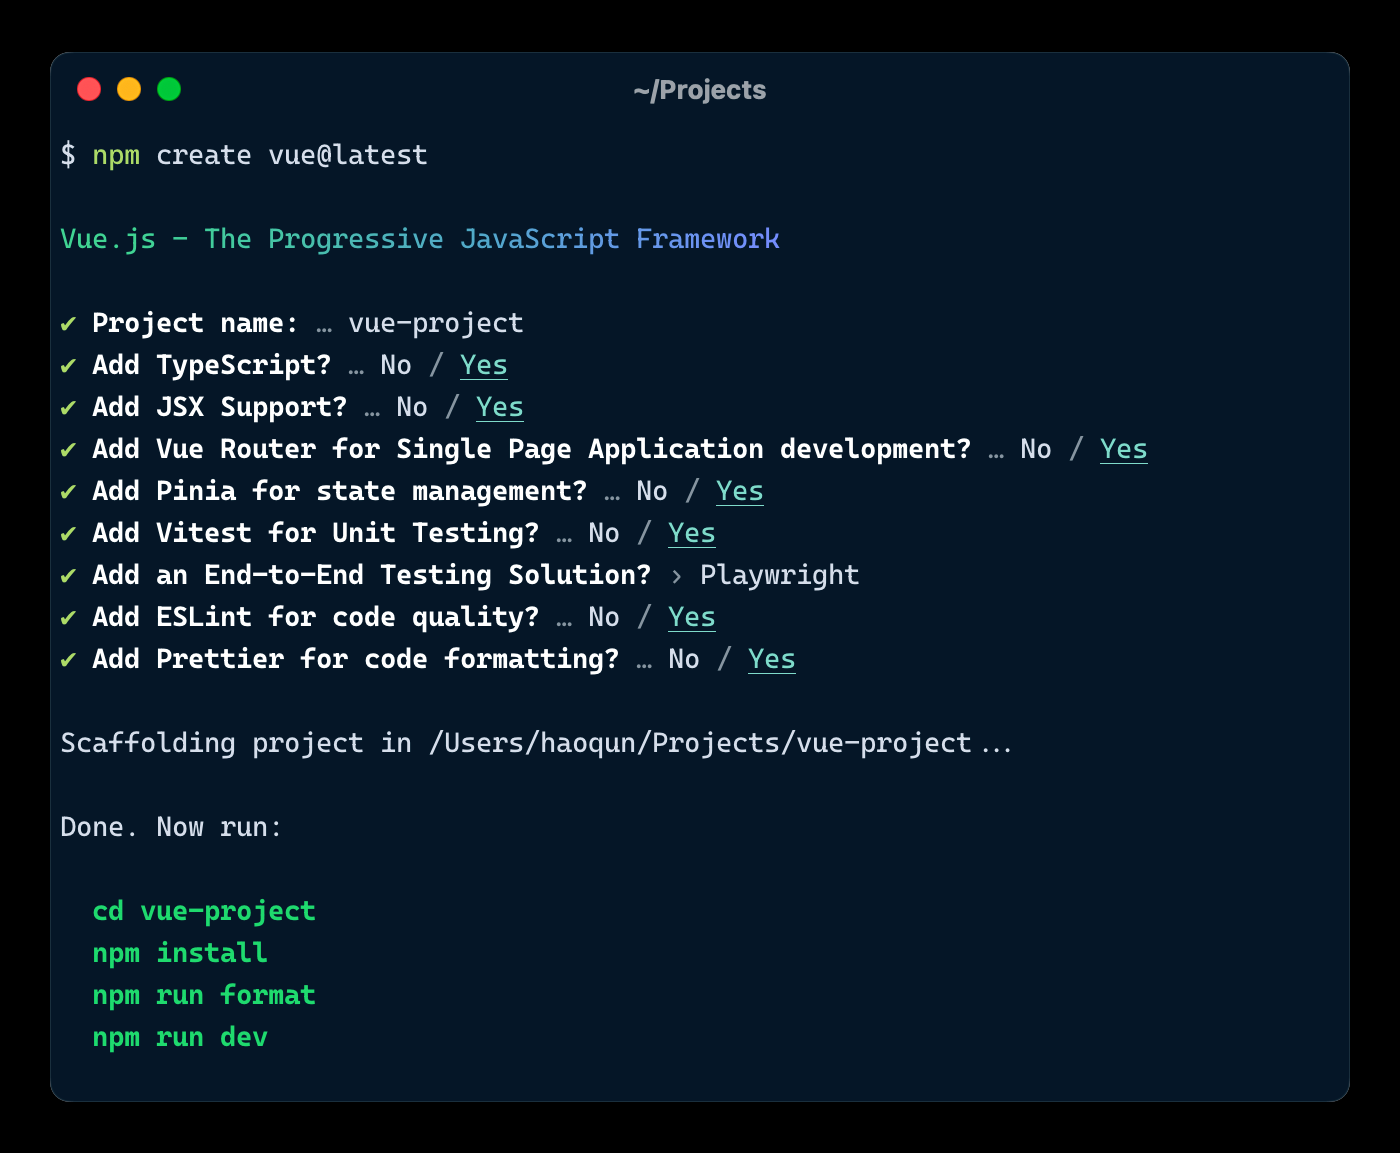 ~/Projects
$ npm create vue@latest
Vue.js - The Progressive JavaScript Framework
✔ Project name: … vue-project
✔ Add TypeScript? … No / Yes
✔ Add JSX Support? … No / Yes
✔ Add Vue Router for Single Page Application development? … No / Yes
✔ Add Pinia for state management? … No / Yes
✔ Add Vitest for Unit Testing? … No / Yes
✔ Add an End-to-End Testing Solution? › Playwright
✔ Add ESLint for code quality? … No / Yes
✔ Add Prettier for code formatting? … No / Yes
Scaffolding project in /Users/haoqun/Projects/vue-project...
Done. Now run:
cd vue-project
npm install
npm run format
npm run dev